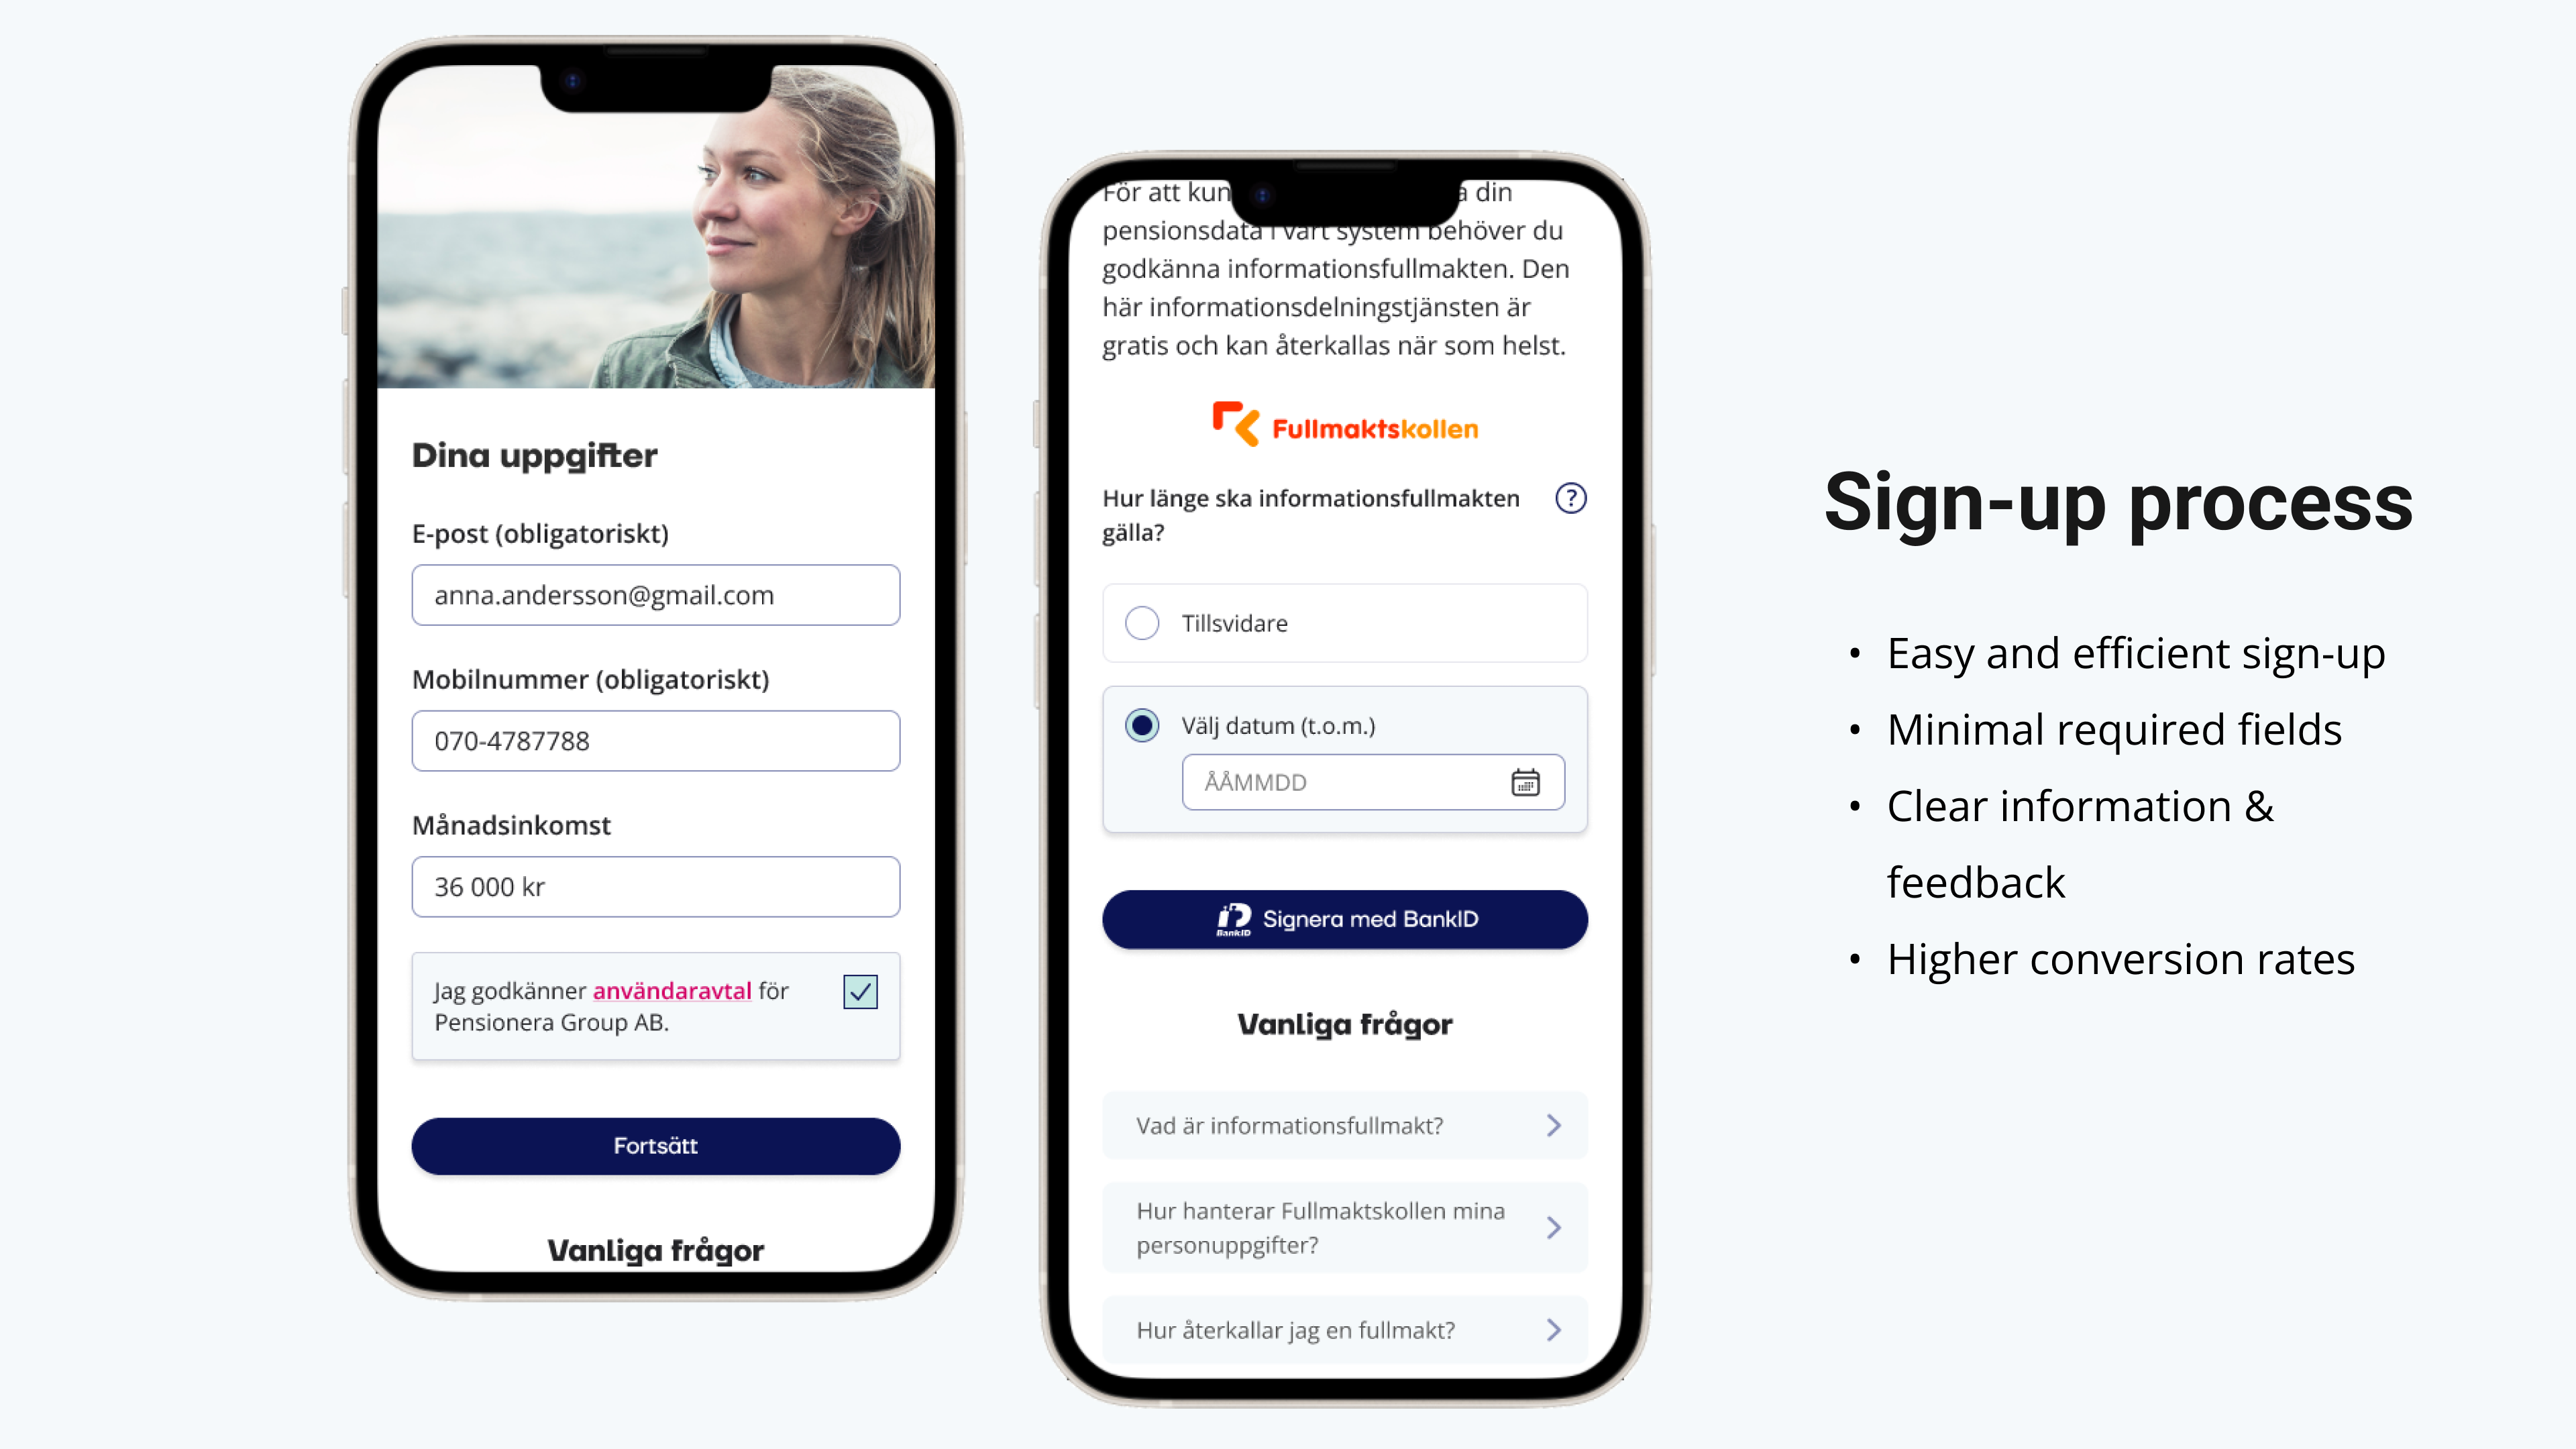 Dina uppgifter
E-post (obligatoriskt)
anna.andersson@gmail.com
Mobilnummer (obligatoriskt)
070-4787788
Månadsinkomst
36 000 kr
Jag godkänner användaravtal för
Pensionera Group AB.
Fortsätt
Vanliga frågor
För att kun a din
pensionsdata i vårt system behöver du
godkänna informationsfullmakten. Den
här informationsdelningstjänsten är
gratis och kan återkallas när som helst.
Fullmaktskollen
Hur länge ska informationsfullmakten
gälla?
?
Tillsvidare
Välj datum (t.o.m.)
ÅÅMMDD
BankID Signera med BankID
Vanliga frågor
Vad är informationsfullmakt?
Hur hanterar Fullmaktskollen mina
personuppgifter?
Hur återkallar jag en fullmakt?
Sign-up process
• Easy and efficient sign-up
• Minimal required fields
• Clear information &
feedback
• Higher conversion rates